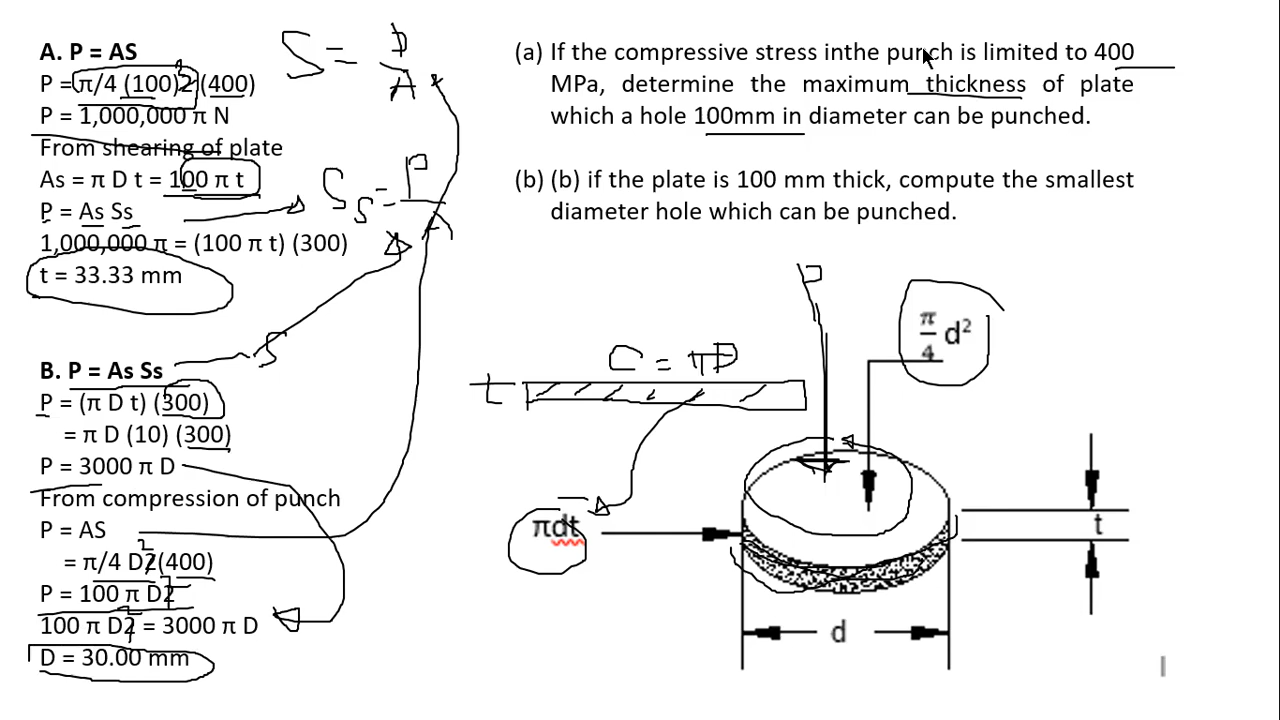 A. P = AS
P = π/4 (100)2 (400)
P = 1,000,000 π N
From shearing of plate
As = π D t = 100 π t
P = As Ss
1,000,000 π = (100 π t) (300)
t = 33.33 mm
B. P = As Ss
P = (π D t) (300)
= π D (10) (300)
P = 3000 π D
From compression of punch
P = AS
= π/4 D2 (400)
P = 100 π D2
100 π D2 = 3000 π D
D = 30.00 mm
S = P/A
Ss = P/A
S
(a) If the compressive stress inthe punch is limited to 400
MPa, determine the maximum thickness of plate
which a hole 100mm in diameter can be punched.
(b) (b) if the plate is 100 mm thick, compute the smallest
diameter hole which can be punched.
P
π/4 d²
C = πD
t
πdt
t
d